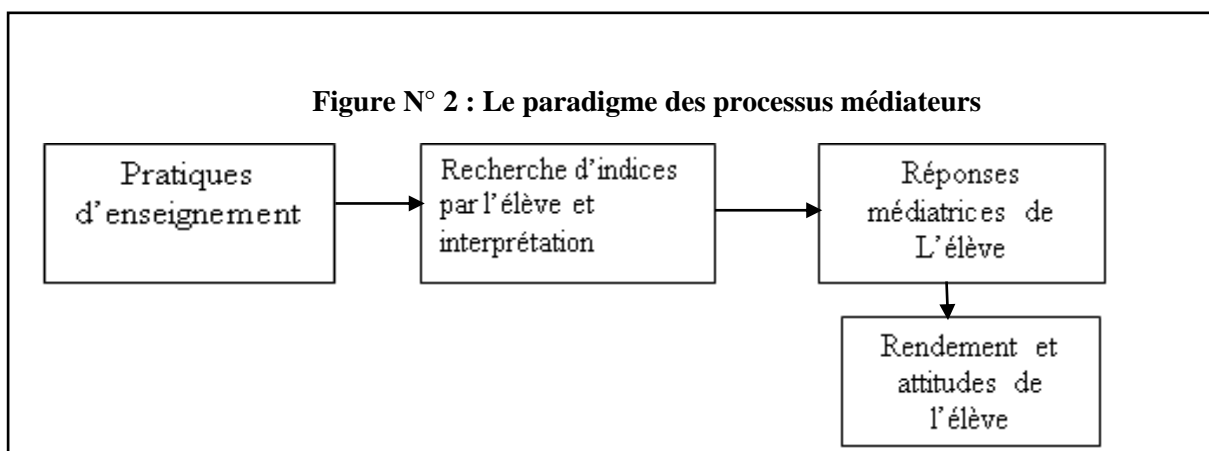 Figure N° 2 : Le paradigme des processus médiateurs
Pratiques
d'enseignement
Recherche d'indices
par l'élève et
interprétation
Réponses
médiatrices de
L'élève
Rendement et
attitudes de
l'élève